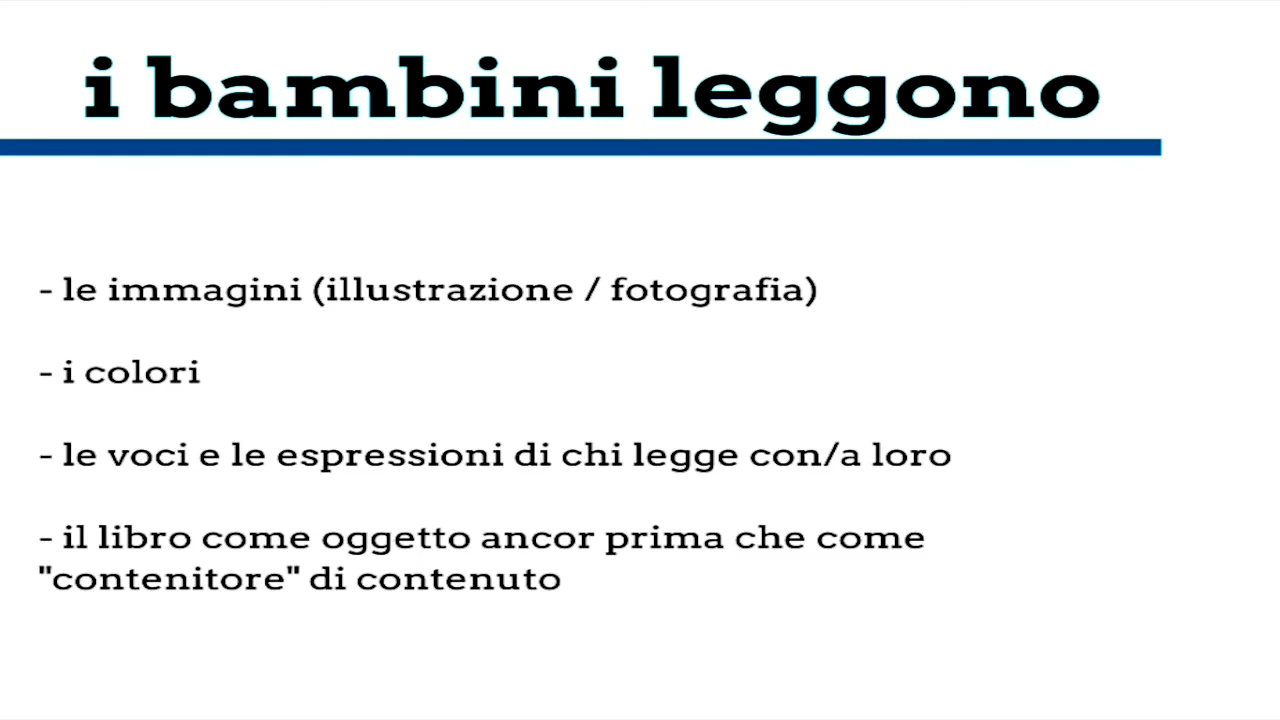 i bambini leggono
- le immagini (illustrazione / fotografia)
- i colori
- le voci e le espressioni di chi legge con/a loro
- il libro come oggetto ancor prima che come
"contenitore" di contenuto